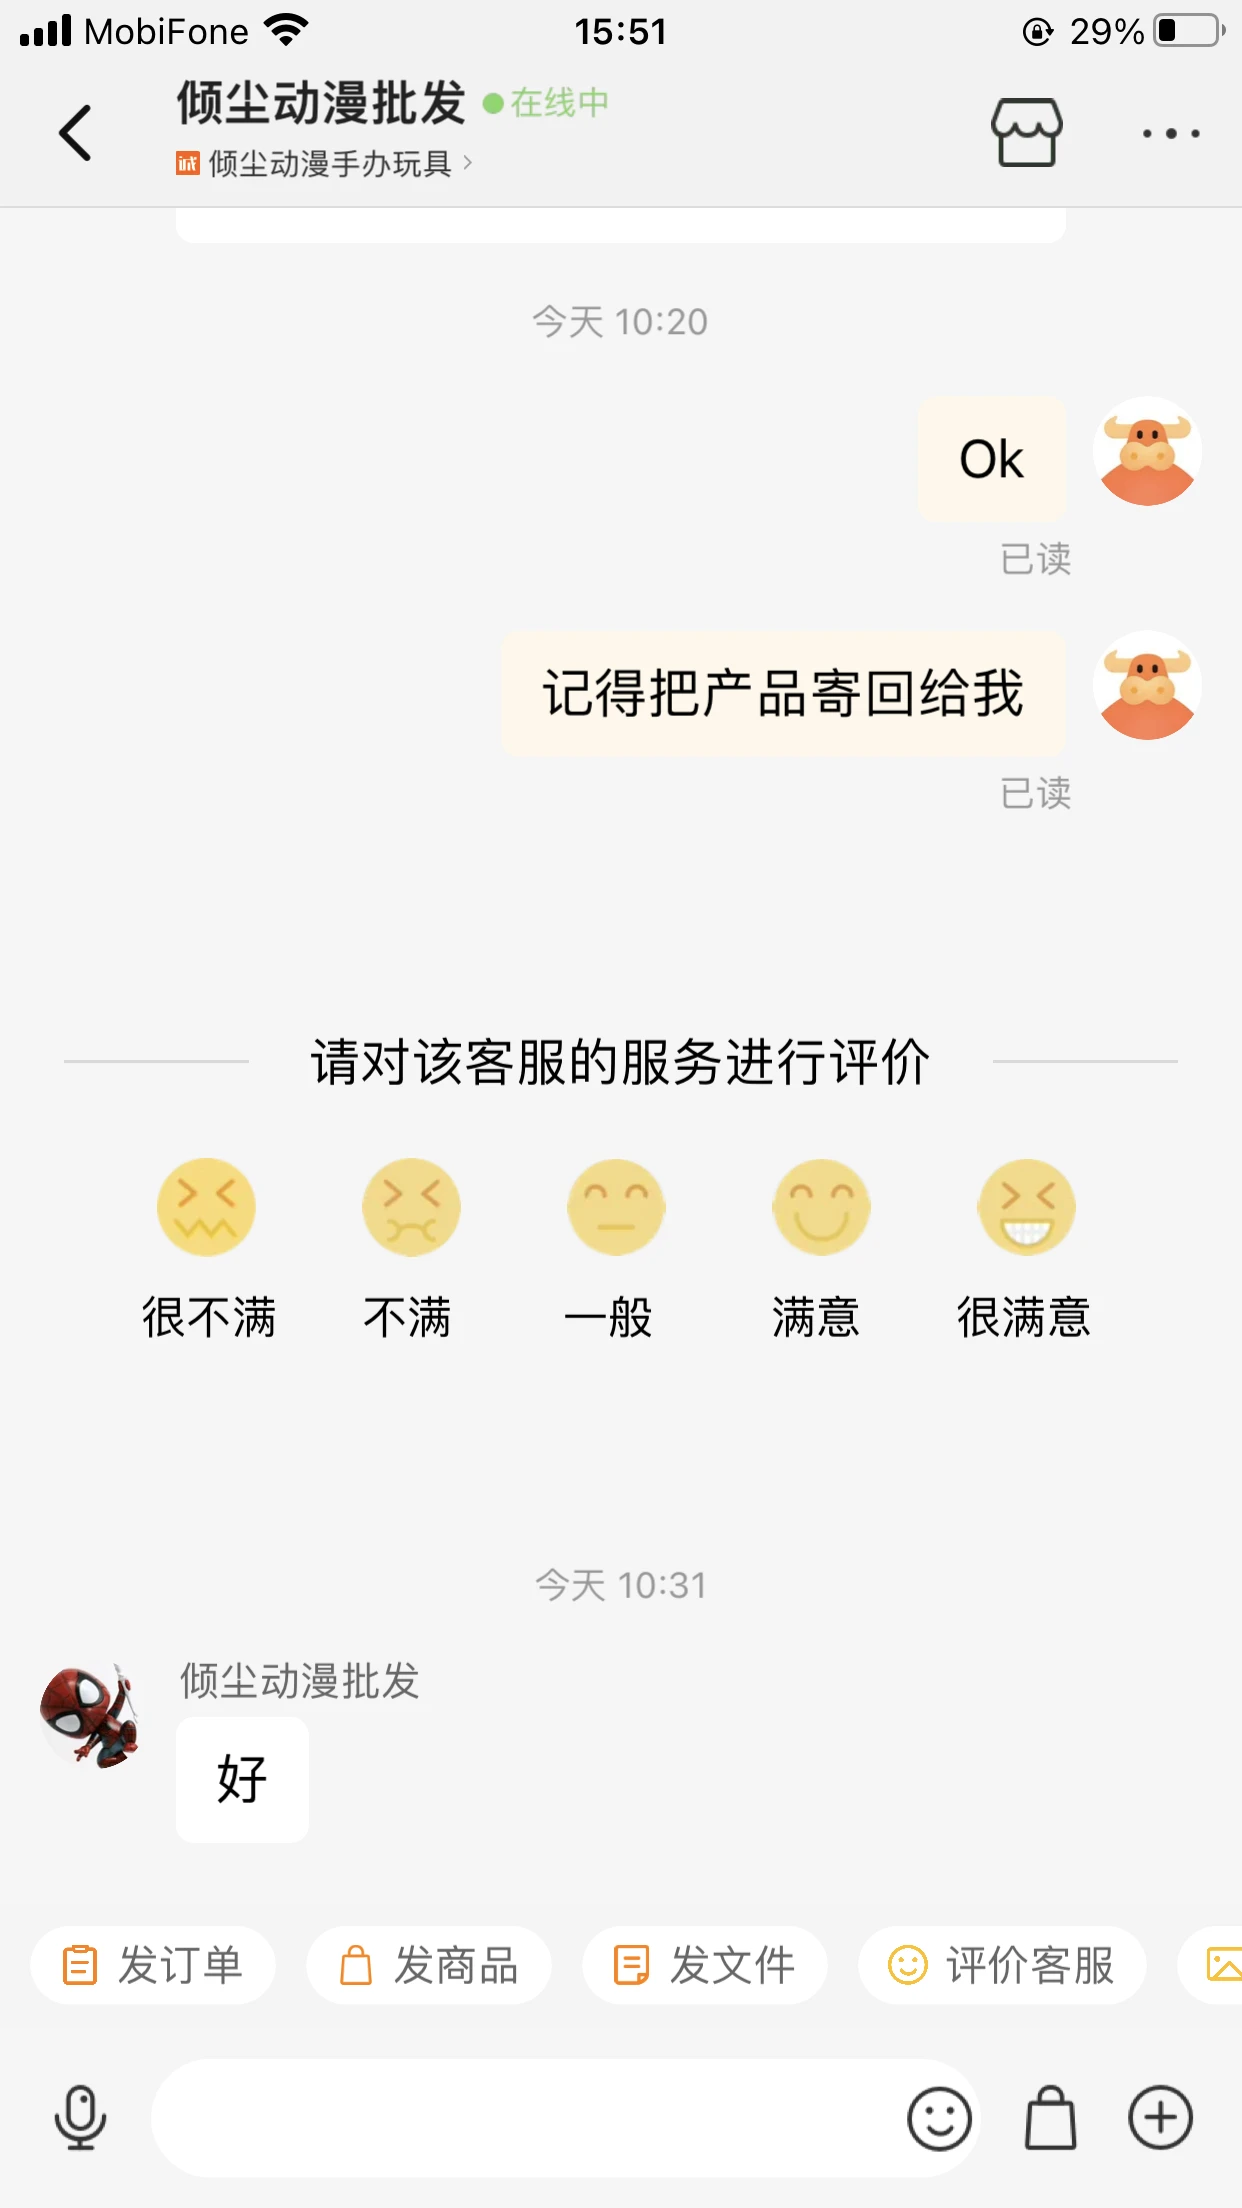 MobiFone 15:51 29%
倾尘动漫批发 在线中
诚 倾尘动漫手办玩具
今天 10:20
Ok
已读
记得把产品寄回给我
已读
请对该客服的服务进行评价
很不满 不满 一般 满意 很满意
今天 10:31
倾尘动漫批发
好
发订单 发商品 发文件 评价客服